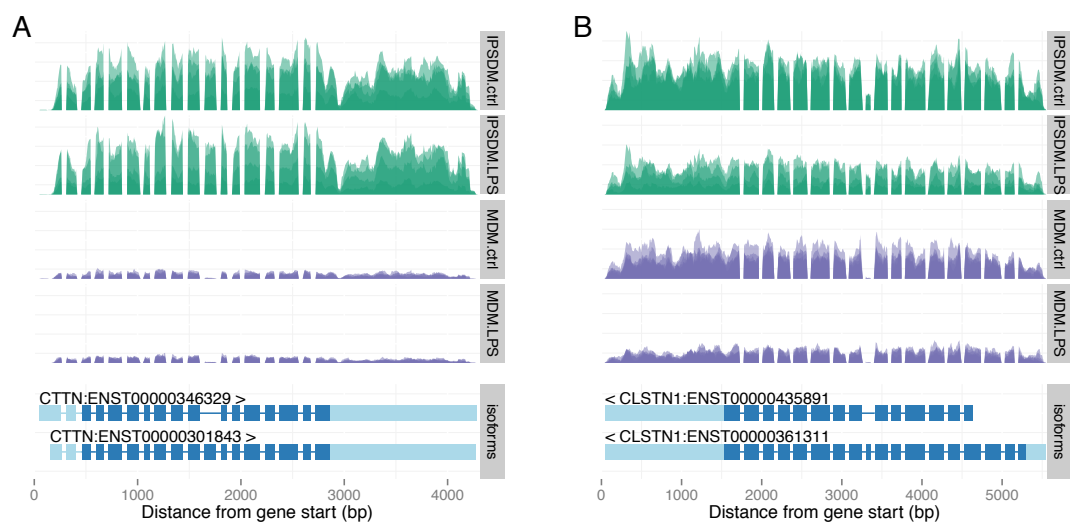 A
IPSDM.ctrl
IPSDM.LPS
MDM.ctrl
MDM.LPS
isoforms
CTTN:ENST00000346329 >
CTTN:ENST00000301843 >
0 1000 2000 3000 4000
Distance from gene start (bp)
B
IPSDM.ctrl
IPSDM.LPS
MDM.ctrl
MDM.LPS
isoforms
< CLSTN1:ENST00000435891
< CLSTN1:ENST00000361311
0 1000 2000 3000 4000 5000
Distance from gene start (bp)